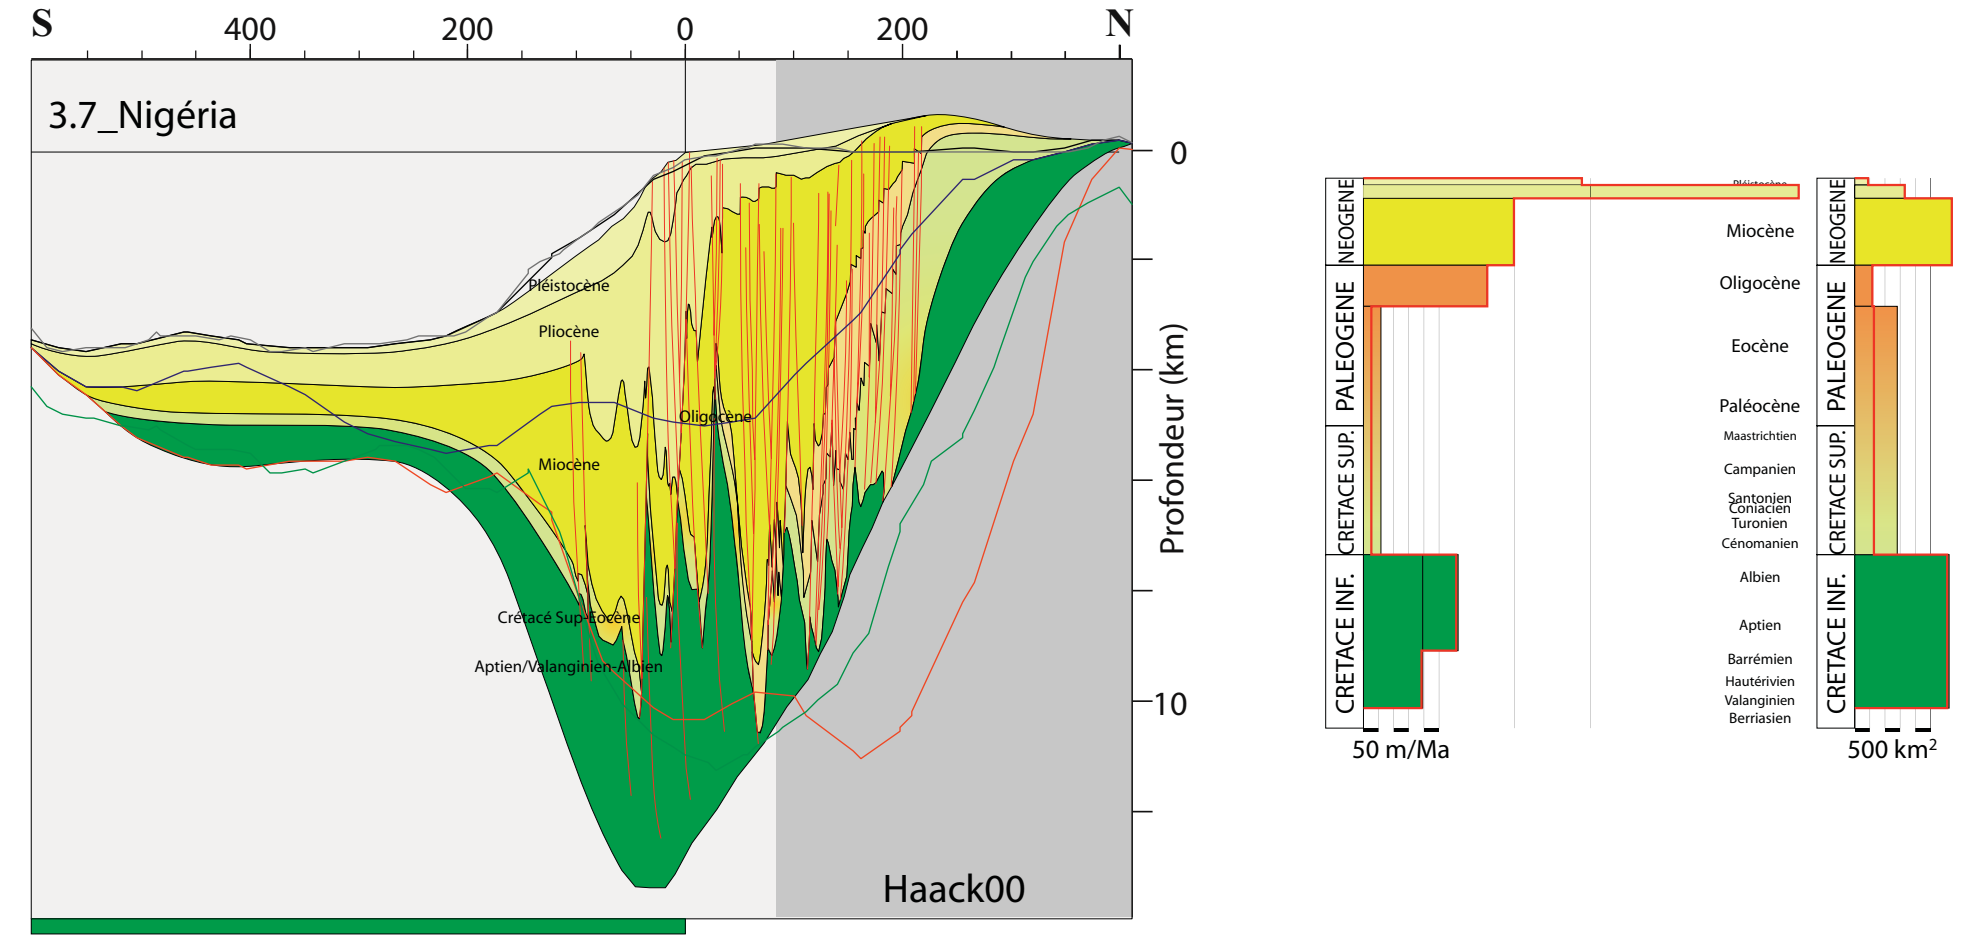 S 400 200 0 200 N
3.7_Nigéria
0
Pléistocène
Pliocène
Oligocène
Miocène
Crétacé Sup-Eocène
Aptien/Valanginien-Albien
10
Profondeur (km)
Haack00
NEOGENE
PALEOGENE
CRETACE SUP.
CRETACE INF.
50 m/Ma
Pléistocène
Miocène
Oligocène
Eocène
Paléocène
Maastrichtien
Campanien
Santonien
Coniacien
Turonien
Cénomanien
Albien
Aptien
Barrémien
Hautérivien
Valanginien
Berriasien
NEOGENE
PALEOGENE
CRETACE SUP.
CRETACE INF.
500 km²